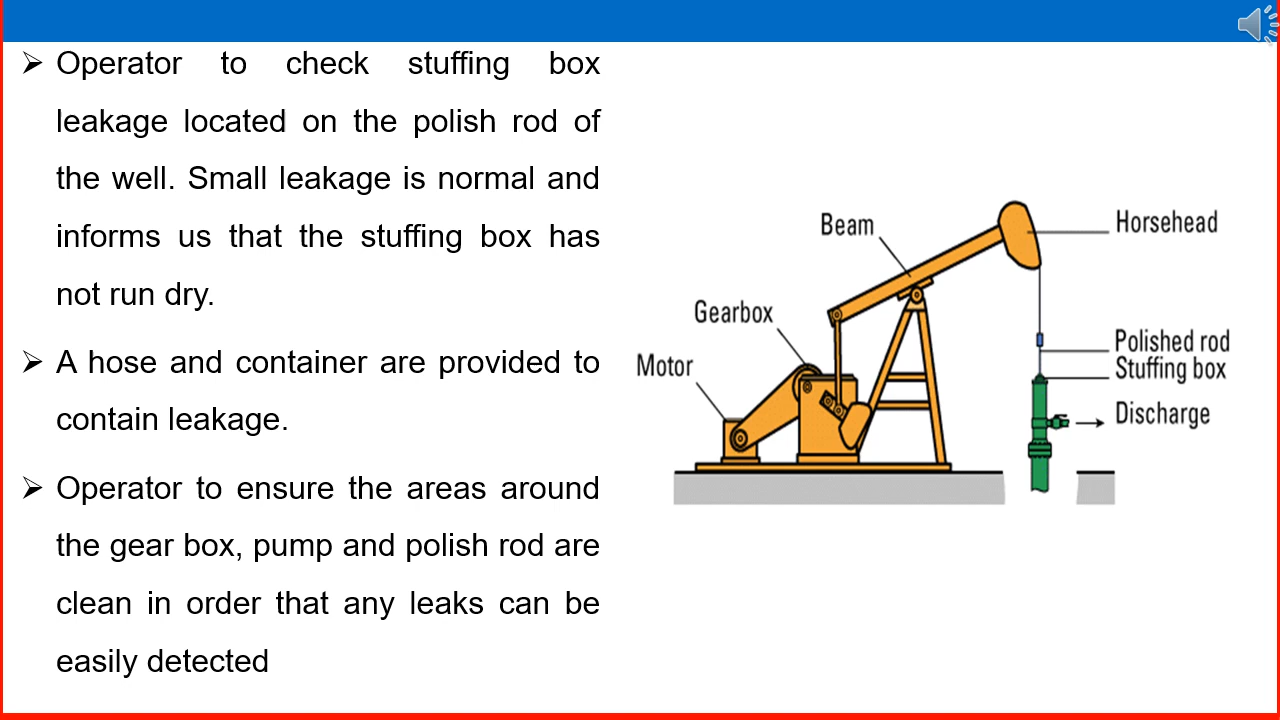 ➢ Operator to check stuffing box
leakage located on the polish rod of
the well. Small leakage is normal and
informs us that the stuffing box has
not run dry.
➢ A hose and container are provided to
contain leakage.
➢ Operator to ensure the areas around
the gear box, pump and polish rod are
clean in order that any leaks can be
easily detected
Beam
Horsehead
Gearbox
Motor
Polished rod
Stuffing box
Discharge